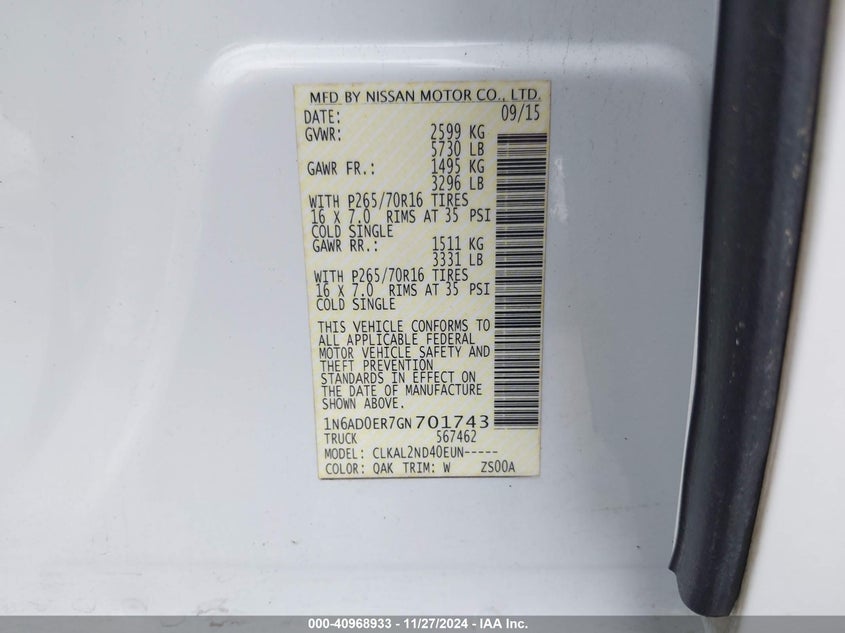 MFD BY NISSAN MOTOR CO., LTD.
DATE: 09/15
GVWR: 2599 KG
5730 LB
GAWR FR.: 1495 KG
3296 LB
WITH P265/70R16 TIRES
16 X 7.0 RIMS AT 35 PSI
COLD SINGLE
GAWR RR.: 1511 KG
3331 LB
WITH P265/70R16 TIRES
16 X 7.0 RIMS AT 35 PSI
COLD SINGLE
THIS VEHICLE CONFORMS TO
ALL APPLICABLE FEDERAL
MOTOR VEHICLE SAFETY AND
THEFT PREVENTION
STANDARDS IN EFFECT ON
THE DATE OF MANUFACTURE
SHOWN ABOVE.
1N6AD0ER7GN701743
TRUCK 567462
MODEL: CLKAL2ND40EUN-----
COLOR: QAK TRIM: W ZS00A
000-40968933 - 11/27/2024 - IAA Inc.